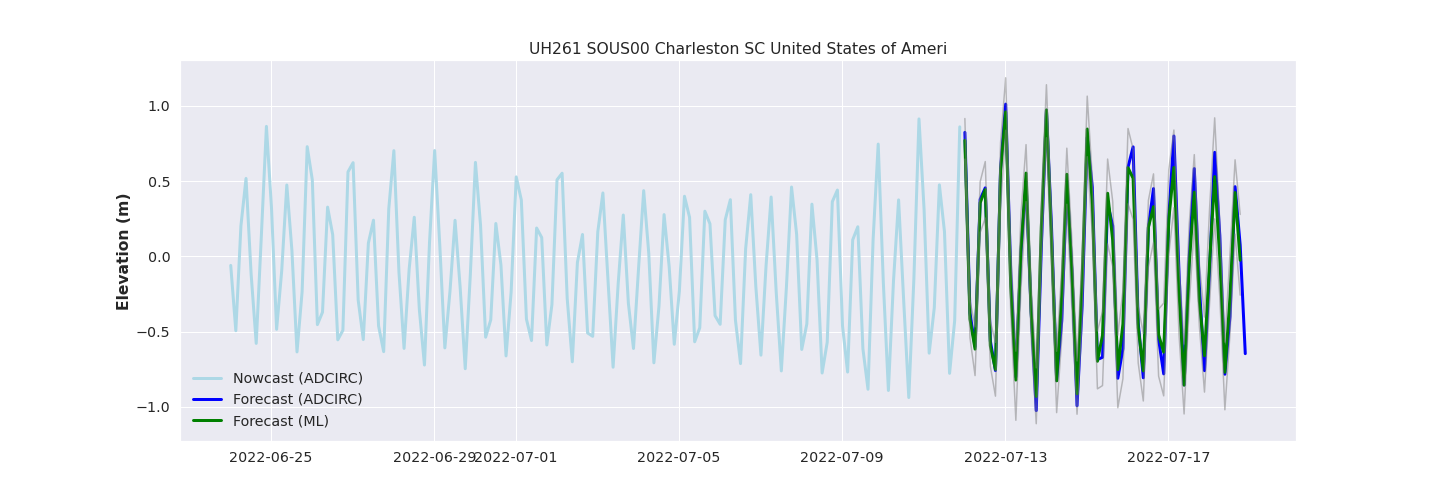 UH261 SOUS00 Charleston SC United States of Ameri
Elevation (m)
1.0
0.5
0.0
−0.5
−1.0
Nowcast (ADCIRC)
Forecast (ADCIRC)
Forecast (ML)
2022-06-25 2022-06-29 2022-07-01 2022-07-05 2022-07-09 2022-07-13 2022-07-17